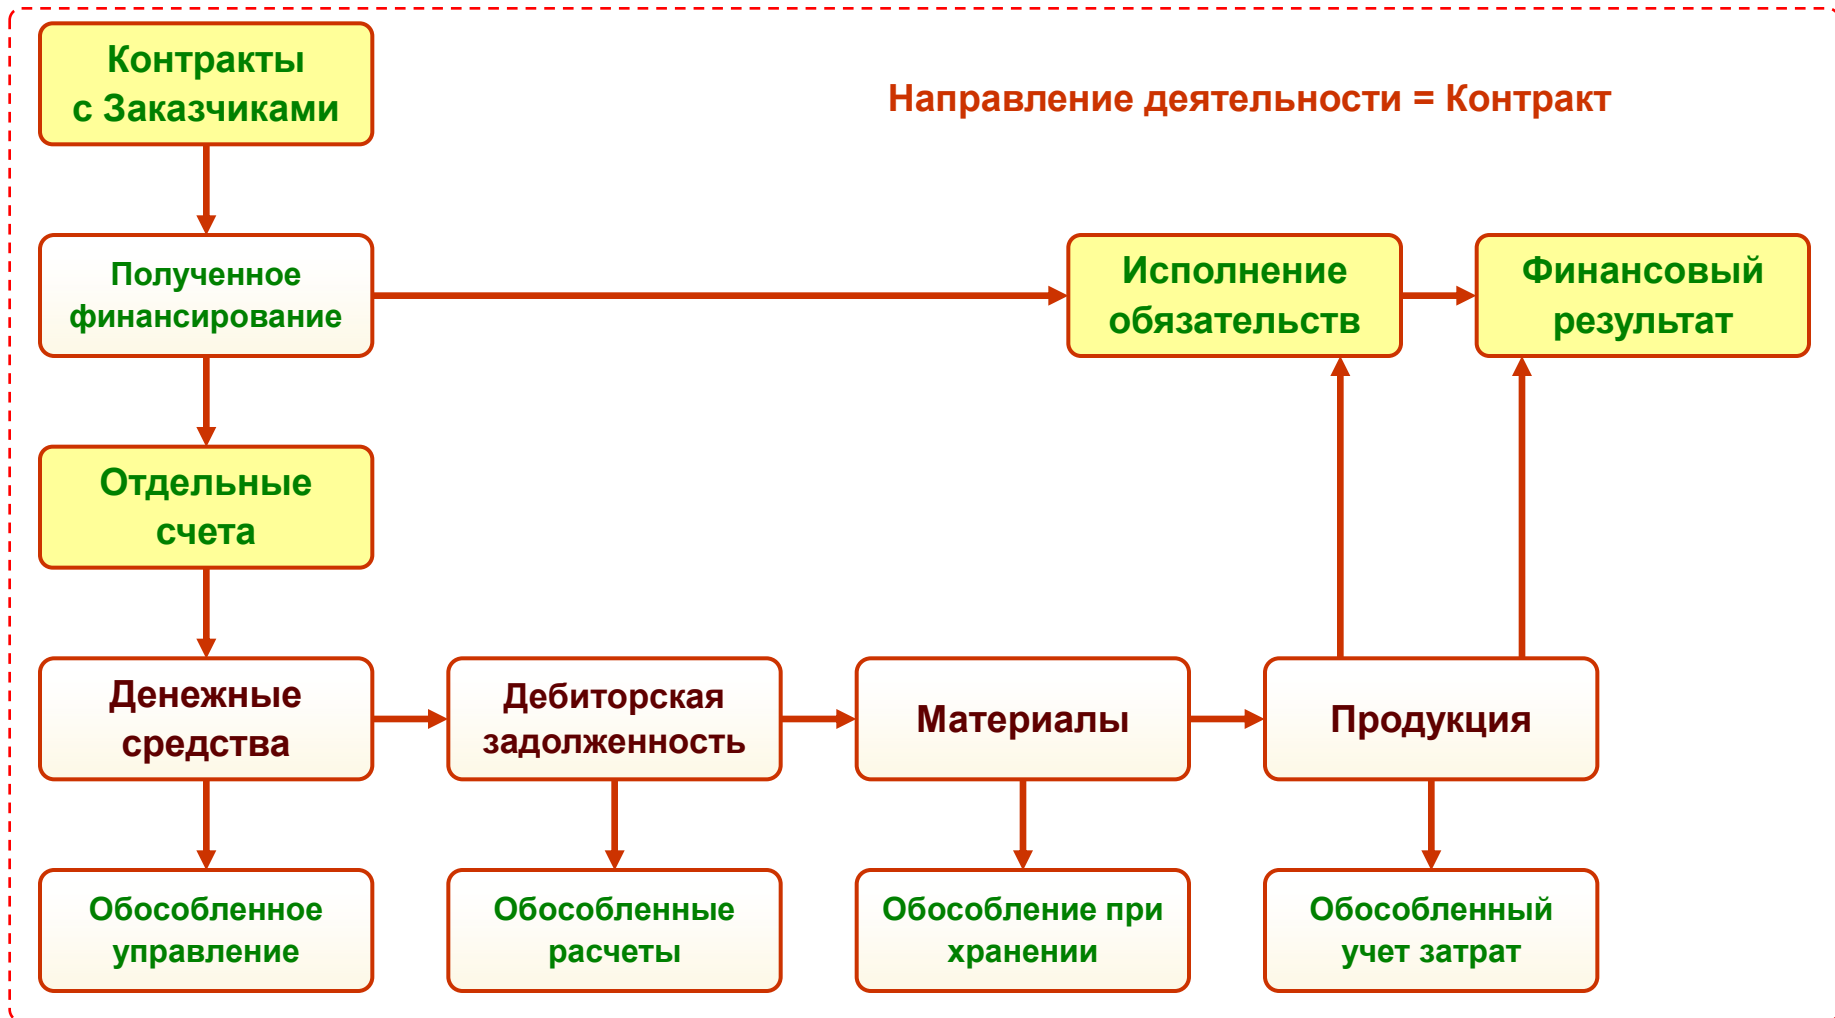 Контракты
с Заказчиками
Направление деятельности = Контракт
Полученное
финансирование
Исполнение
обязательств
Финансовый
результат
Отдельные
счета
Денежные
средства
Дебиторская
задолженность
Материалы
Продукция
Обособленное
управление
Обособленные
расчеты
Обособление при
хранении
Обособленный
учет затрат